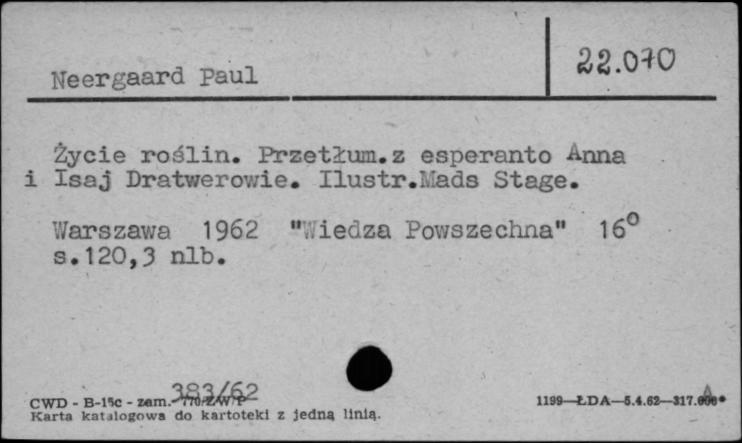 Neergaard Paul
22.070
Życie roślin. Przetłum.z esperanto Anna
i Isaj Dratwerowie. Ilustr.Mads Stage.
Warszawa 1962 "Wiedza Powszechna" 16°
s.120,3 nlb.
383/62
CWD - B-15c - zam.
1199—ŁDA—5.4.62—317.000
A
Karta katalogowa do kartoteki z jedną linią.